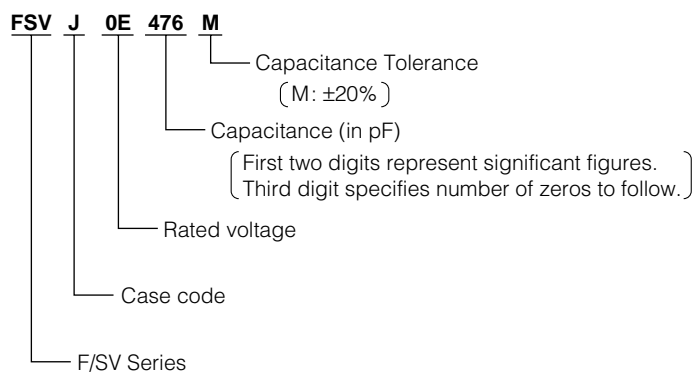 FSV J 0E 476 M
Capacitance Tolerance
(M: ±20%)
Capacitance (in pF)
First two digits represent significant figures.
Third digit specifies number of zeros to follow.
Rated voltage
Case code
F/SV Series